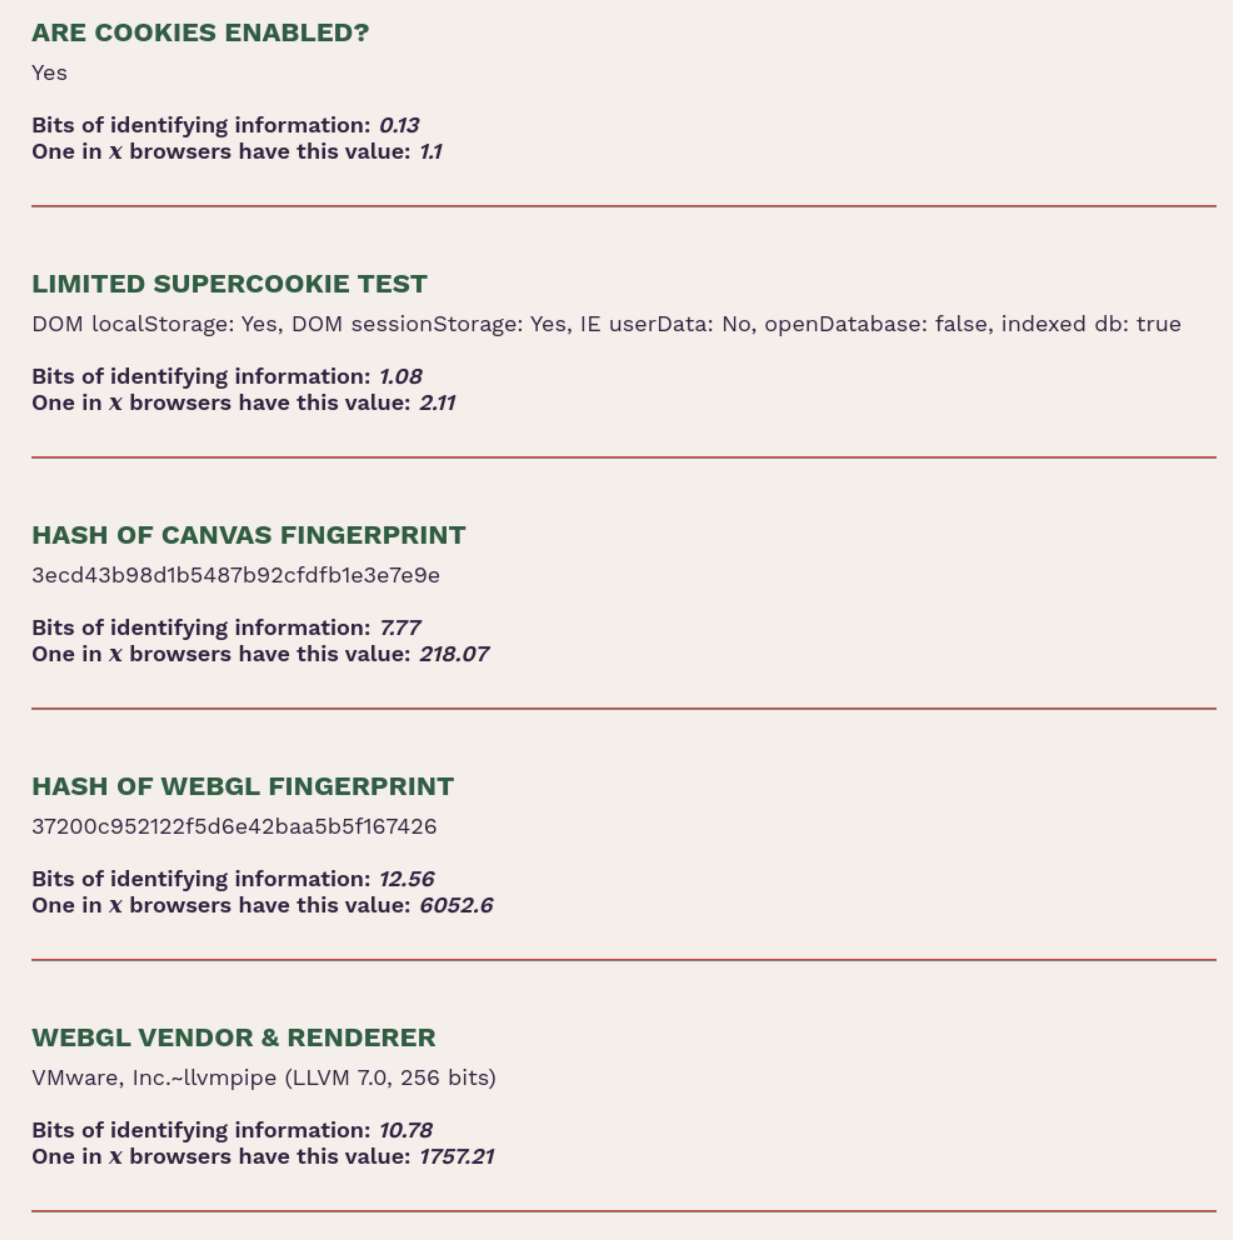 ARE COOKIES ENABLED?
Yes
Bits of identifying information: 0.13
One in x browsers have this value: 1.1
LIMITED SUPERCOOKIE TEST
DOM localStorage: Yes, DOM sessionStorage: Yes, IE userData: No, openDatabase: false, indexed db: true
Bits of identifying information: 1.08
One in x browsers have this value: 2.11
HASH OF CANVAS FINGERPRINT
3ecd43b98d1b5487b92cfdfb1e3e7e9e
Bits of identifying information: 7.77
One in x browsers have this value: 218.07
HASH OF WEBGL FINGERPRINT
37200c952122f5d6e42baa5b5f167426
Bits of identifying information: 12.56
One in x browsers have this value: 6052.6
WEBGL VENDOR & RENDERER
VMware, Inc.~llvmpipe (LLVM 7.0, 256 bits)
Bits of identifying information: 10.78
One in x browsers have this value: 1757.21